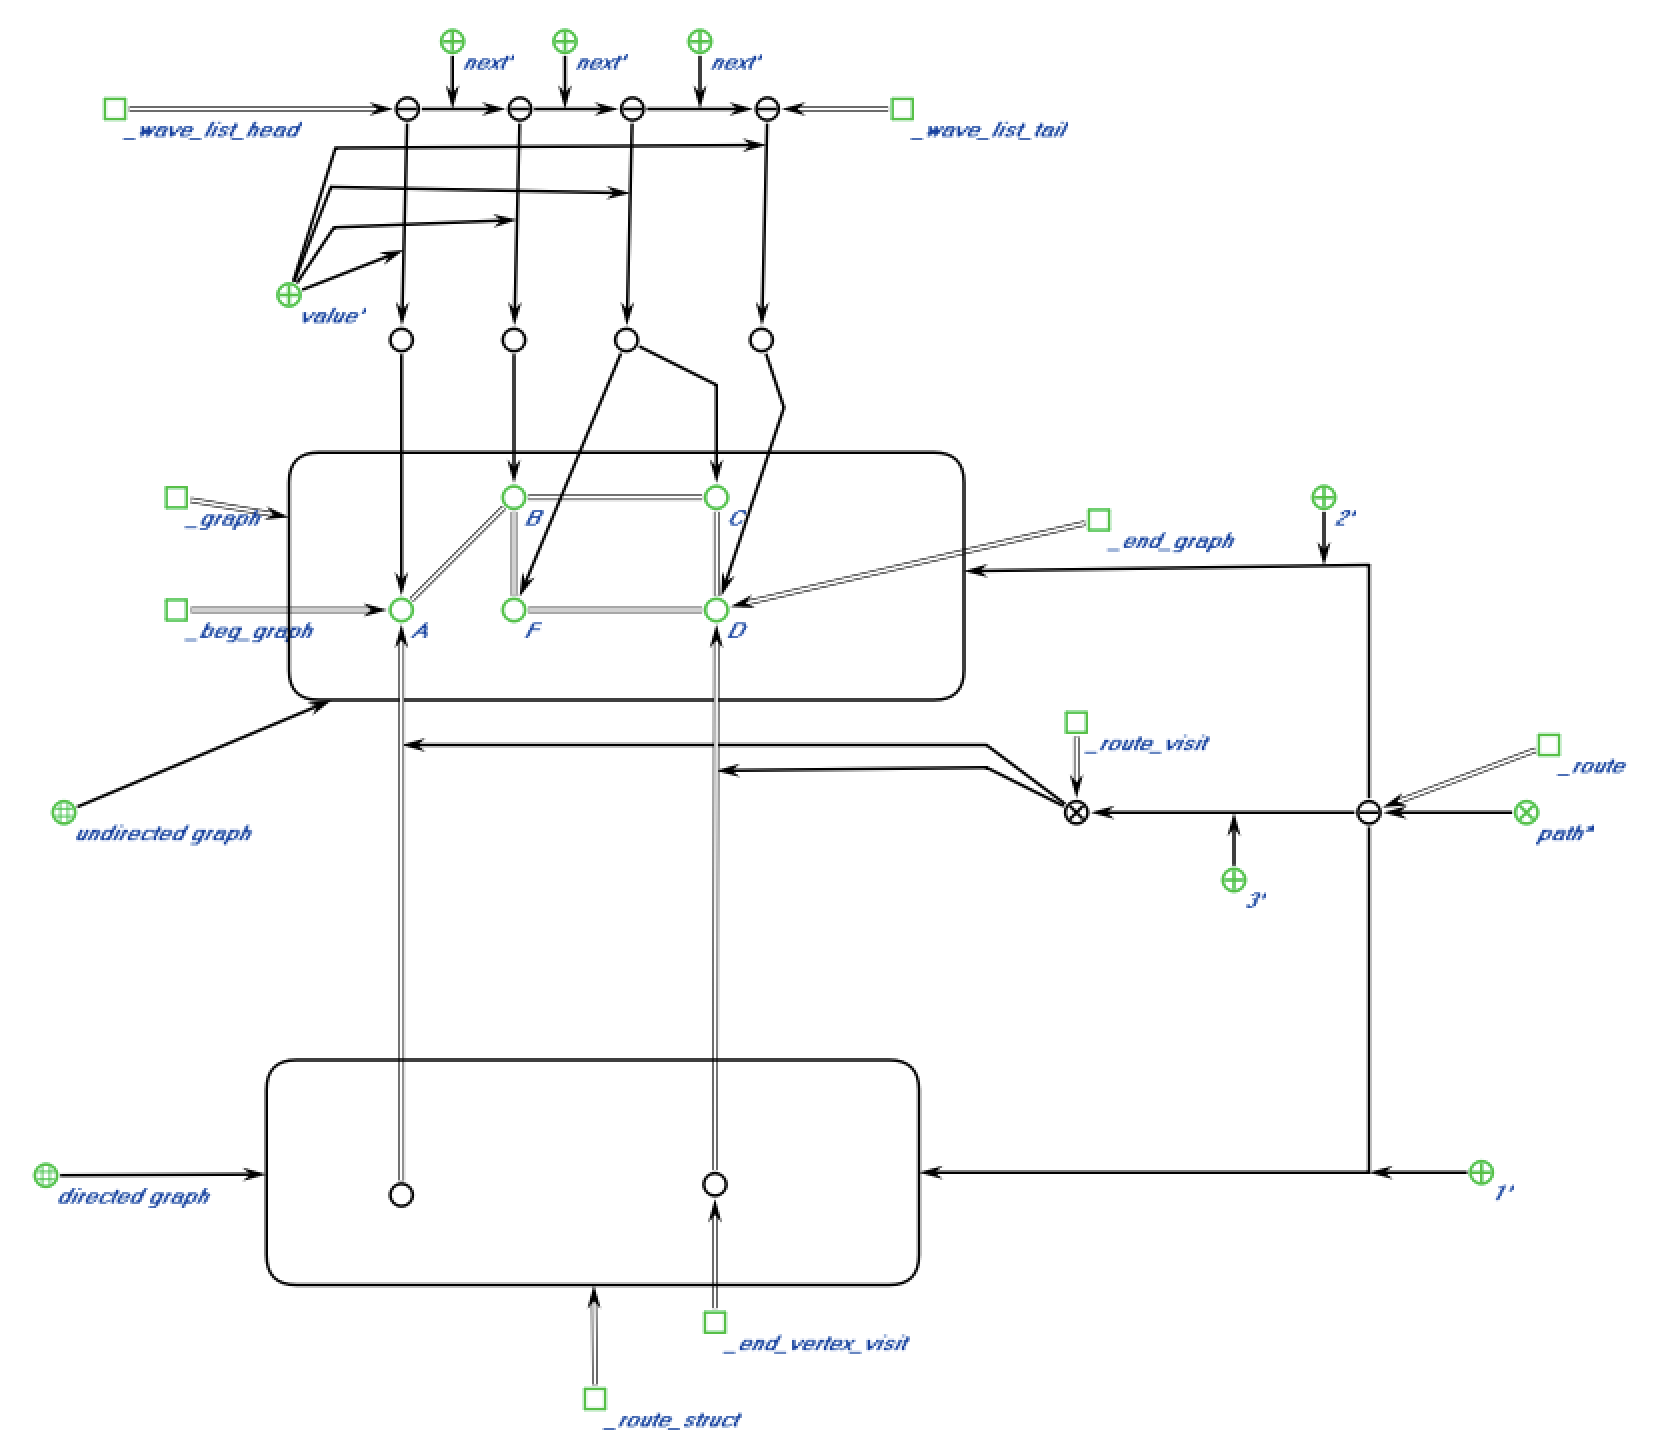 next'
next'
next'
_wave_list_head
_wave_list_tail
value'
_graph
B
C
2'
_end_graph
_beg_graph
A
F
D
_route_visit
_route
undirected graph
path*
3'
directed graph
1'
_end_vertex_visit
_route_struct